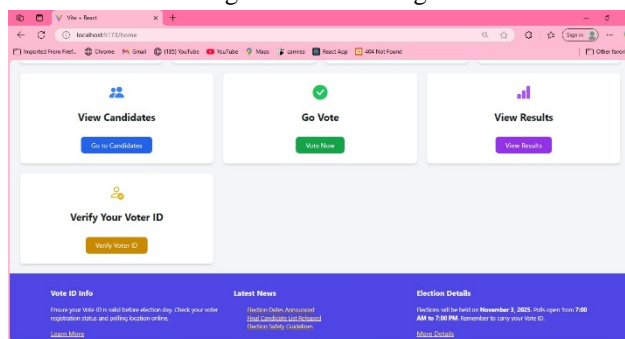 Vite + React
localhost:5173/home
Imported From Firef.. Chrome Gmail (185) YouTube YouTube Maps React App 404 Not Found Other favor
Sign in
View Candidates
Go to Candidates
Go Vote
Vote Now
View Results
View Results
Verify Your Voter ID
Verify Voter ID
Vote ID Info
Ensure your Vote ID is valid before election day. Check your voter
registration status and polling location online.
Learn More
Latest News
Election Dates Announced
Final Candidate List Released
Election Safety Guidelines
Election Details
Elections will be held on November 3, 2025. Polls open from 7:00
AM to 7:00 PM. Remember to carry your Vote ID.
More Details